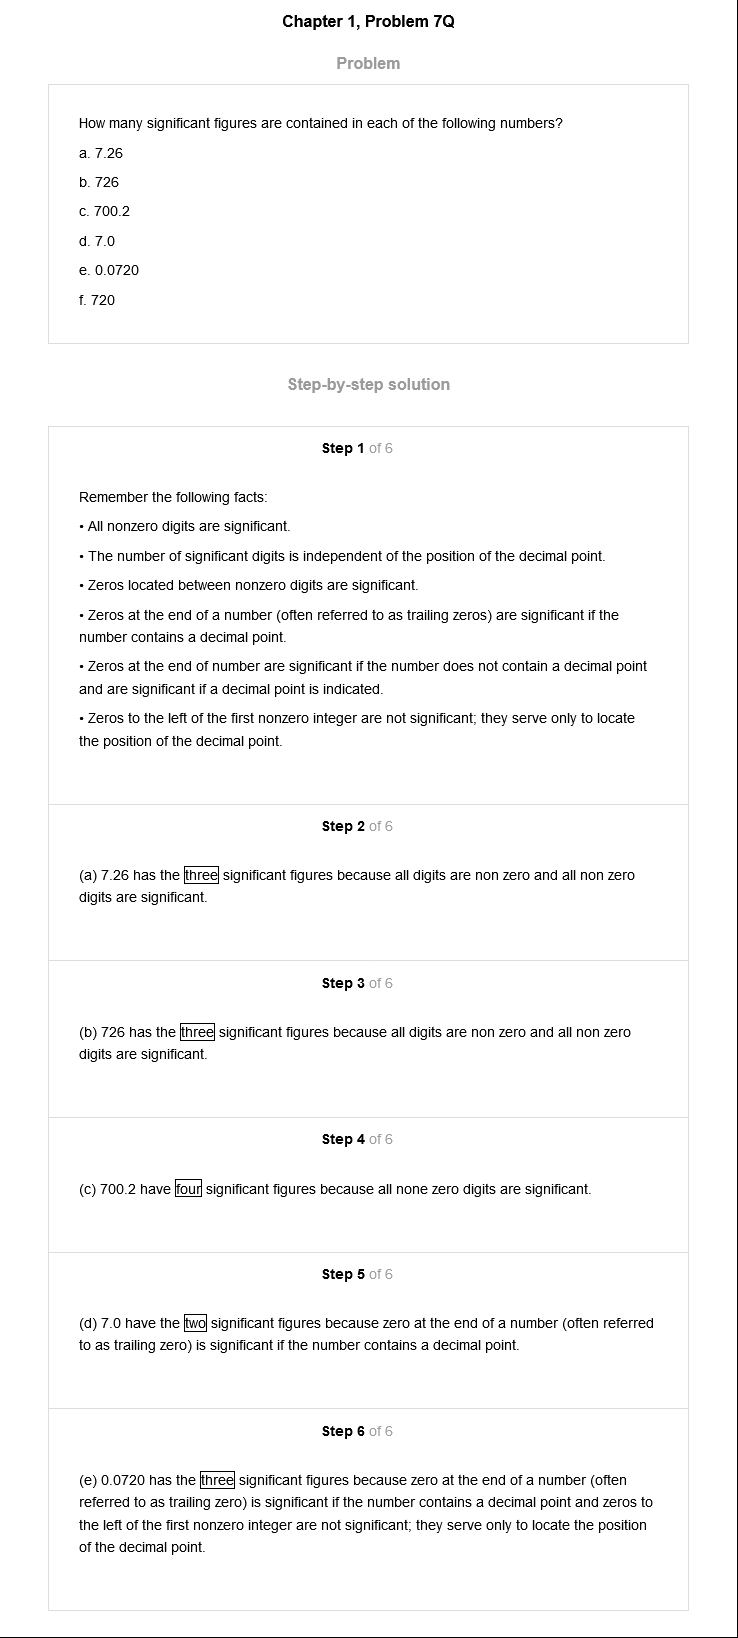 Chapter 1, Problem 7Q
Problem
How many significant figures are contained in each of the following numbers?
a. 7.26
b. 726
c. 700.2
d. 7.0
e. 0.0720
f. 720
Step-by-step solution
Step 1 of 6
Remember the following facts:
• All nonzero digits are significant.
• The number of significant digits is independent of the position of the decimal point.
• Zeros located between nonzero digits are significant.
• Zeros at the end of a number (often referred to as trailing zeros) are significant if the
number contains a decimal point.
• Zeros at the end of number are significant if the number does not contain a decimal point
and are significant if a decimal point is indicated.
• Zeros to the left of the first nonzero integer are not significant; they serve only to locate
the position of the decimal point.
Step 2 of 6
(a) 7.26 has the three significant figures because all digits are non zero and all non zero
digits are significant.
Step 3 of 6
(b) 726 has the three significant figures because all digits are non zero and all non zero
digits are significant.
Step 4 of 6
(c) 700.2 have four significant figures because all none zero digits are significant.
Step 5 of 6
(d) 7.0 have the two significant figures because zero at the end of a number (often referred
to as trailing zero) is significant if the number contains a decimal point.
Step 6 of 6
(e) 0.0720 has the three significant figures because zero at the end of a number (often
referred to as trailing zero) is significant if the number contains a decimal point and zeros to
the left of the first nonzero integer are not significant; they serve only to locate the position
of the decimal point.